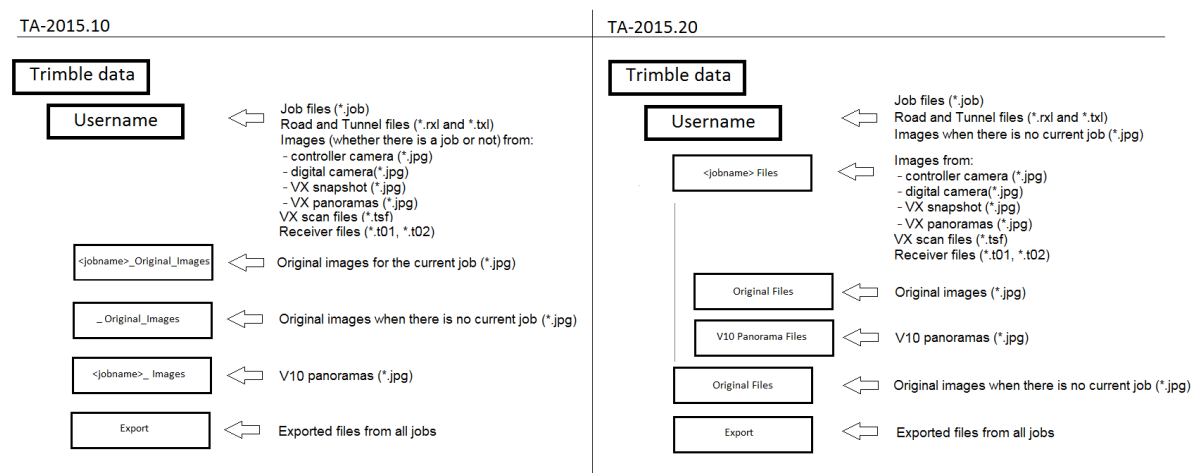 TA-2015.10
Trimble data
Username
Job files (*.job)
Road and Tunnel files (*.rxl and *.txl)
Images (whether there is a job or not) from:
- controller camera (*.jpg)
- digital camera(*.jpg)
- VX snapshot (*.jpg)
- VX panoramas (*.jpg)
VX scan files (*.tsf)
Receiver files (*.t01, *.t02)
<jobname>_Original_Images
Original images for the current job (*.jpg)
_ Original_Images
Original images when there is no current job (*.jpg)
<jobname>_ Images
V10 panoramas (*.jpg)
Export
Exported files from all jobs
TA-2015.20
Trimble data
Username
Job files (*.job)
Road and Tunnel files (*.rxl and *.txl)
Images when there is no current job (*.jpg)
<jobname> Files
Images from:
- controller camera (*.jpg)
- digital camera(*.jpg)
- VX snapshot (*.jpg)
- VX panoramas (*.jpg)
VX scan files (*.tsf)
Receiver files (*.t01, *.t02)
Original Files
Original images (*.jpg)
V10 Panorama Files
V10 panoramas (*.jpg)
Original Files
Original images when there is no current job (*.jpg)
Export
Exported files from all jobs